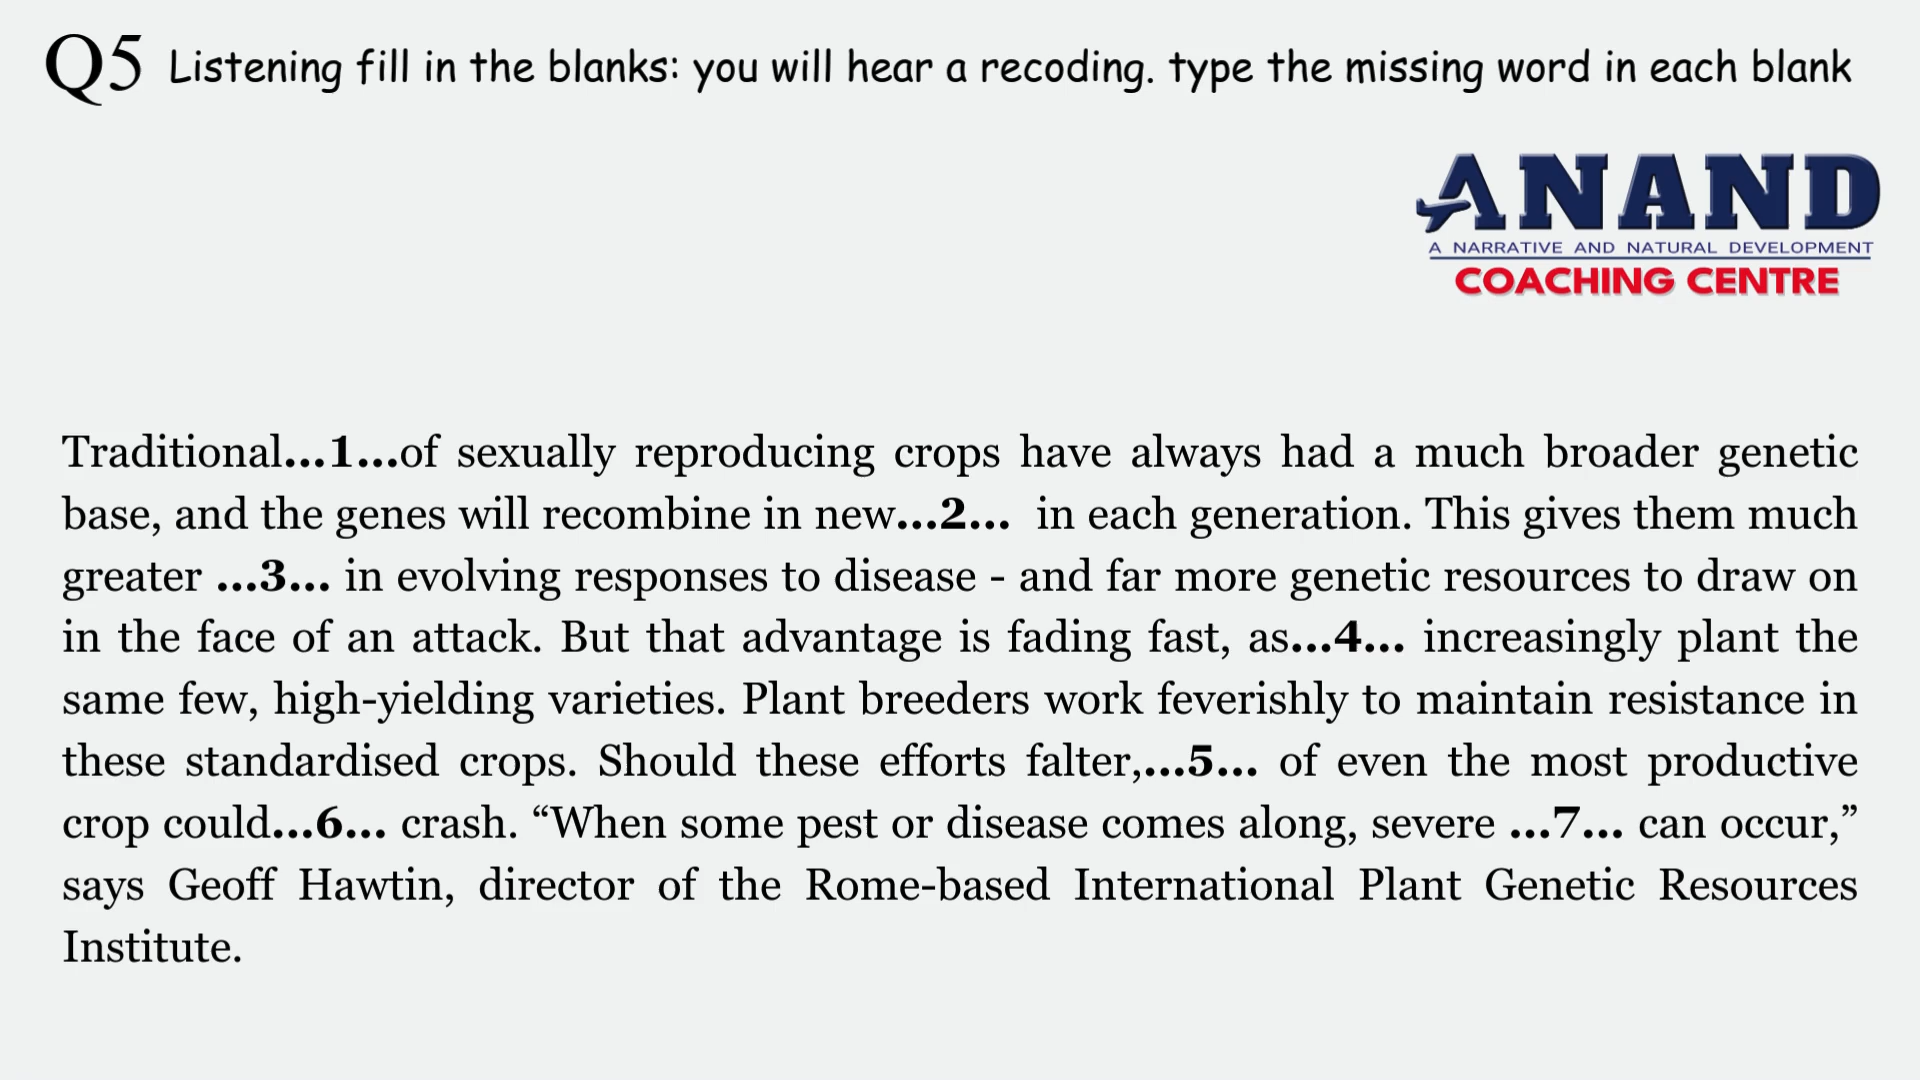 Q5 Listening fill in the blanks: you will hear a recoding. type the missing word in each blank
ANAND
A NARRATIVE AND NATURAL DEVELOPMENT
COACHING CENTRE
Traditional...1...of sexually reproducing crops have always had a much broader genetic
base, and the genes will recombine in new...2... in each generation. This gives them much
greater ...3... in evolving responses to disease - and far more genetic resources to draw on
in the face of an attack. But that advantage is fading fast, as...4... increasingly plant the
same few, high-yielding varieties. Plant breeders work feverishly to maintain resistance in
these standardised crops. Should these efforts falter,...5... of even the most productive
crop could...6... crash. “When some pest or disease comes along, severe ...7... can occur,”
says Geoff Hawtin, director of the Rome-based International Plant Genetic Resources
Institute.